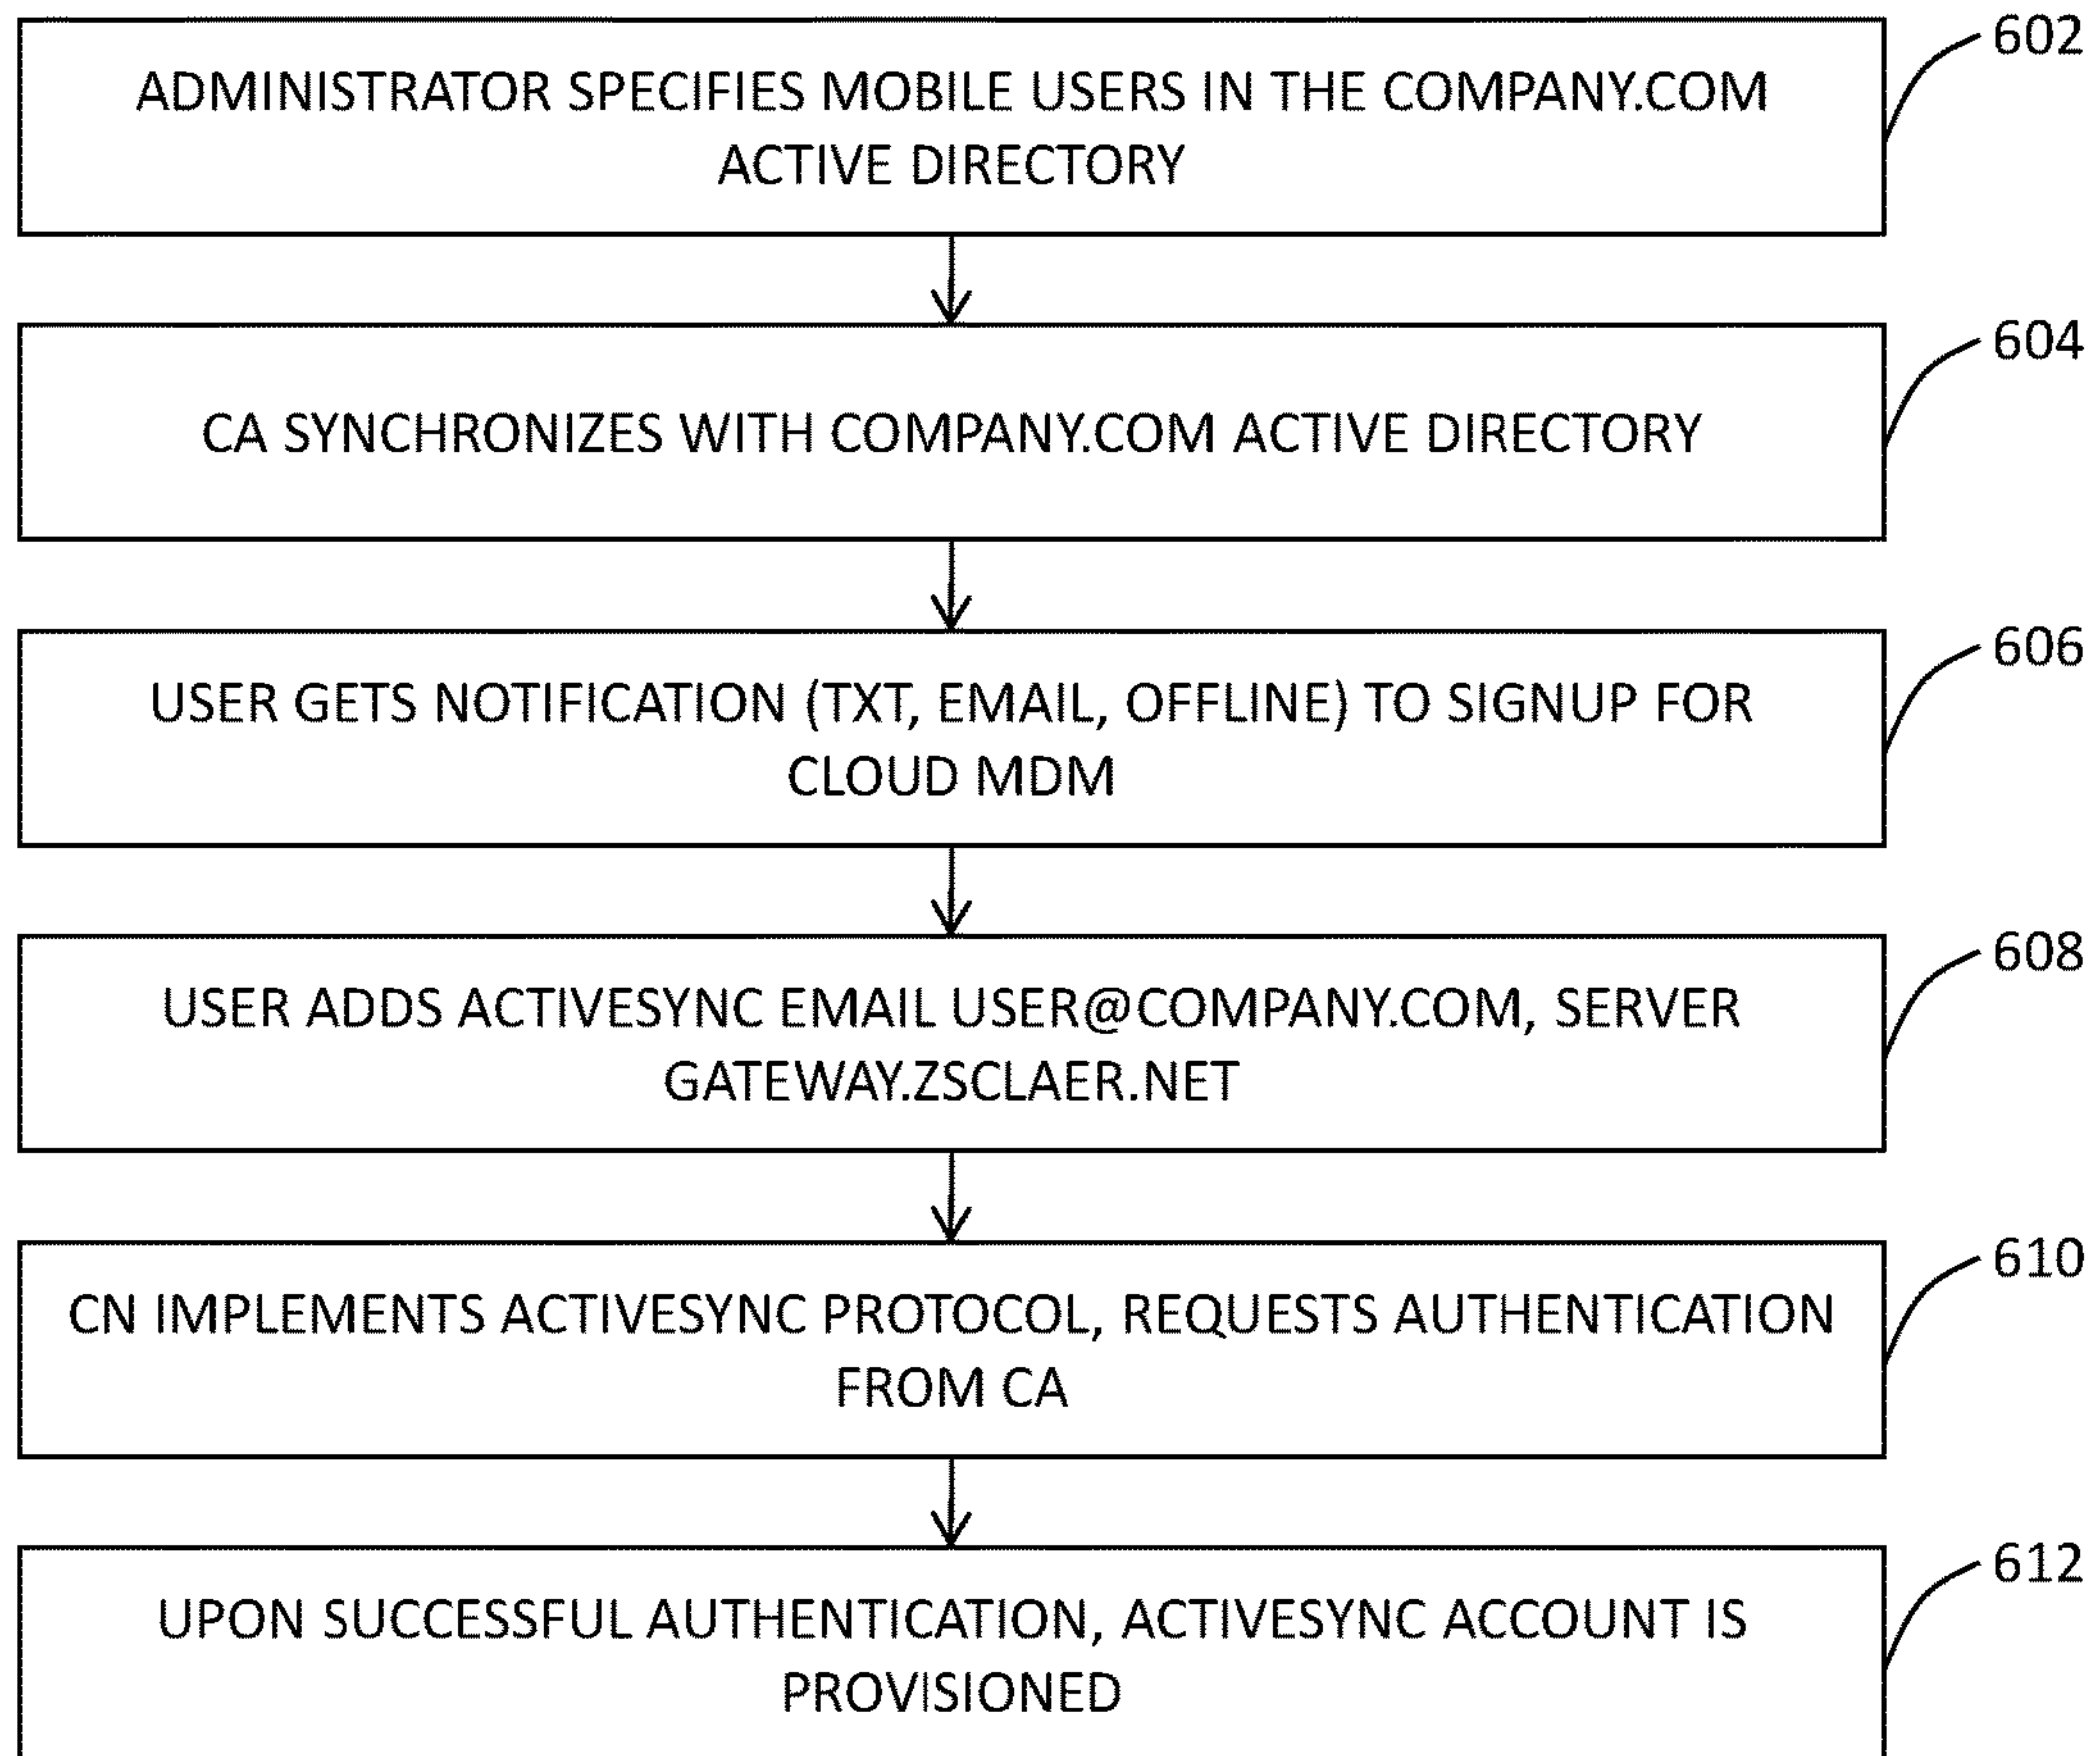 602
ADMINISTRATOR SPECIFIES MOBILE USERS IN THE COMPANY.COM
ACTIVE DIRECTORY
604
CA SYNCHRONIZES WITH COMPANY.COM ACTIVE DIRECTORY
606
USER GETS NOTIFICATION (TXT, EMAIL, OFFLINE) TO SIGNUP FOR
CLOUD MDM
608
USER ADDS ACTIVESYNC EMAIL USER@COMPANY.COM, SERVER
GATEWAY.ZSCLAER.NET
610
CN IMPLEMENTS ACTIVESYNC PROTOCOL, REQUESTS AUTHENTICATION
FROM CA
612
UPON SUCCESSFUL AUTHENTICATION, ACTIVESYNC ACCOUNT IS
PROVISIONED